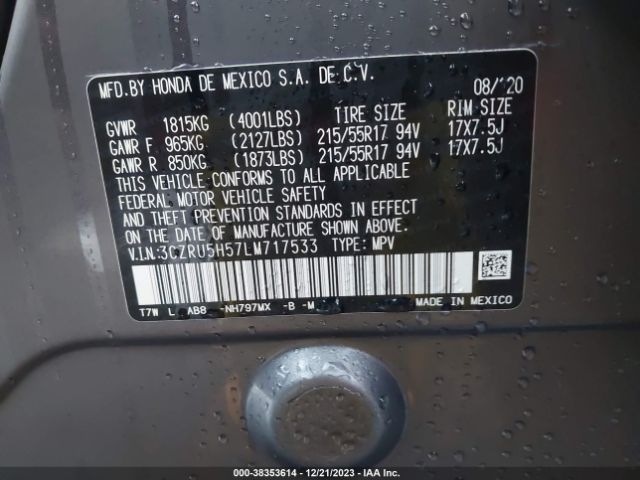 MFD.BY HONDA DE MEXICO S.A. DE C.V. 08/'20
GVWR 1815KG (4001LBS) TIRE SIZE RIM SIZE
GAWR F 965KG (2127LBS) 215/55R17 94V 17X7.5J
GAWR R 850KG (1873LBS) 215/55R17 94V 17X7.5J
THIS VEHICLE CONFORMS TO ALL APPLICABLE
FEDERAL MOTOR VEHICLE SAFETY
AND THEFT PREVENTION STANDARDS IN EFFECT
ON THE DATE OF MANUFACTURE SHOWN ABOVE.
V.I.N:3CZRU5H57LM717533 TYPE: MPV
T7W L AB8 -NH797MX -B -M MADE IN MEXICO
000-38353614 - 12/21/2023 - IAA Inc.